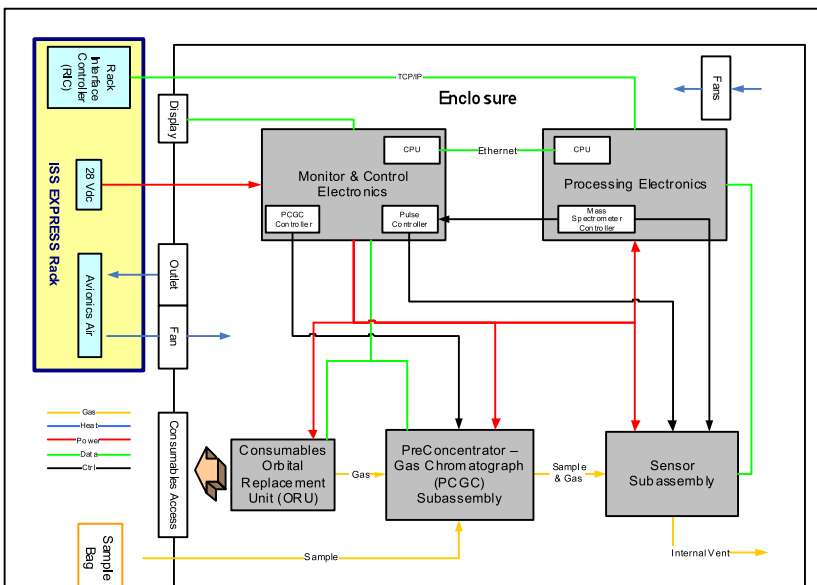 Rack
Interface
Controller
(RIC)
28 Vdc
ISS EXPRESS Rack
Avionics Air
Display
Outlet
Fan
Consumables Access
TCP/IP
Enclosure
Fans
CPU
Ethernet
CPU
Monitor & Control
Electronics
Processing Electronics
PCGC
Controller
Pulse
Controller
Mass
Spectrometer
Controller
Gas
Heat
Power
Data
Ctrl
Consumables
Orbital
Replacement
Unit (ORU)
Gas
PreConcentrator –
Gas Chromatograph
(PCGC)
Subassembly
Sample
& Gas
Sensor
Subassembly
Sample
Bag
Sample
Internal Vent